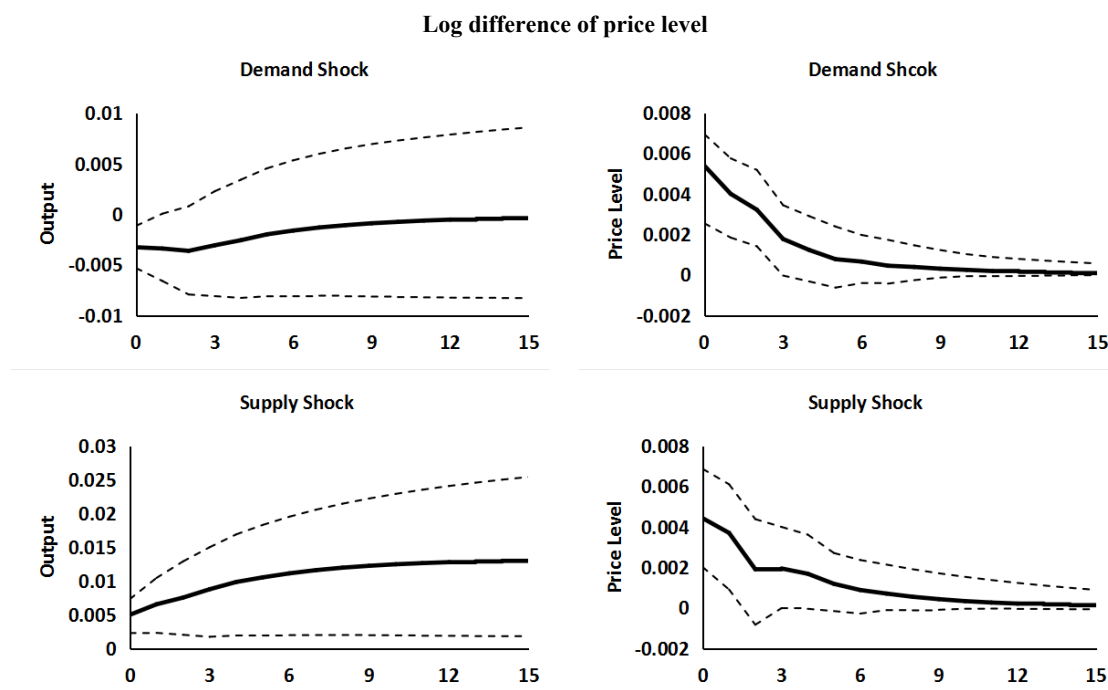 Log difference of price level
Demand Shock
Output
0.01
0.005
0
-0.005
-0.01
0 3 6 9 12 15
Demand Shcok
Price Level
0.008
0.006
0.004
0.002
0
-0.002
0 3 6 9 12 15
Supply Shock
Output
0.03
0.025
0.02
0.015
0.01
0.005
0
0 3 6 9 12 15
Supply Shock
Price Level
0.008
0.006
0.004
0.002
0
-0.002
0 3 6 9 12 15